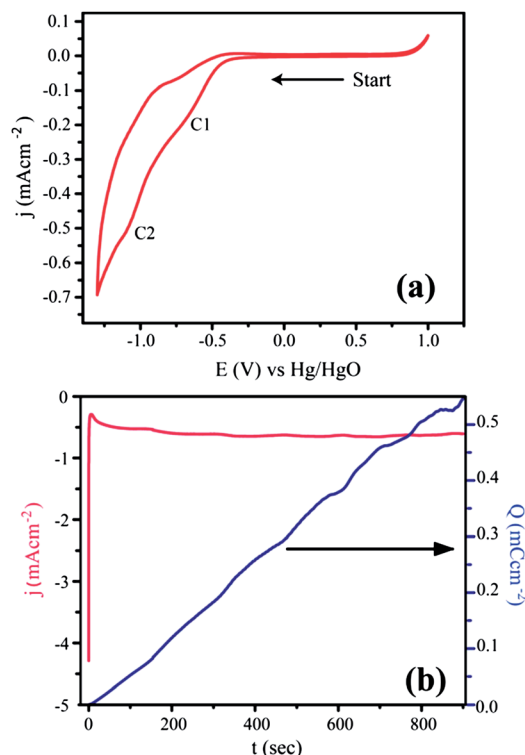 (a)
0.1
0.0
-0.1
-0.2
-0.3
-0.4
-0.5
-0.6
-0.7
j (mAcm⁻²)
Start
C1
C2
(a)
-1.0 -0.5 0.0 0.5 1.0
E (V) vs Hg/HgO
0
-1
-2
-3
-4
-5
j (mAcm⁻²)
0.5
0.4
0.3
0.2
0.1
0.0
Q (mCcm⁻²)
(b)
0 200 400 600 800
t (sec)